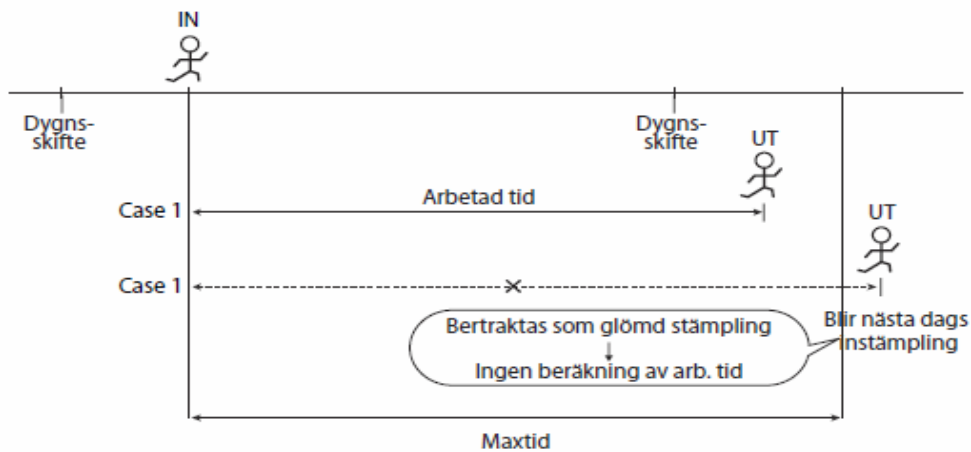 IN
Dygns-
skifte
Dygns-
skifte
UT
Case 1
Arbetad tid
UT
Case 1
Bertraktas som glömd stämpling
Ingen beräkning av arb. tid
Blir nästa dags
instämpling
Maxtid